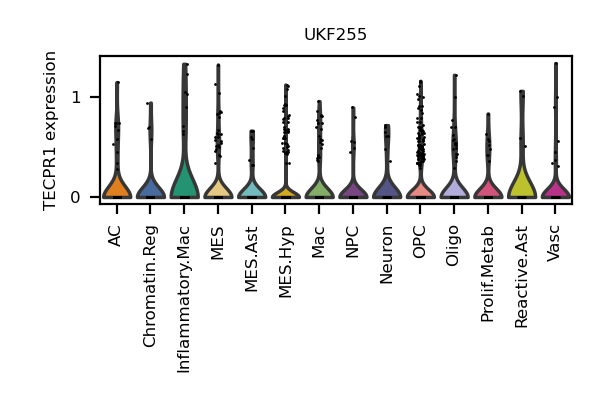 UKF255
TECPR1 expression
1
0
AC
Chromatin.Reg
Inflammatory.Mac
MES
MES.Ast
MES.Hyp
Mac
NPC
Neuron
OPC
Oligo
Prolif.Metab
Reactive.Ast
Vasc